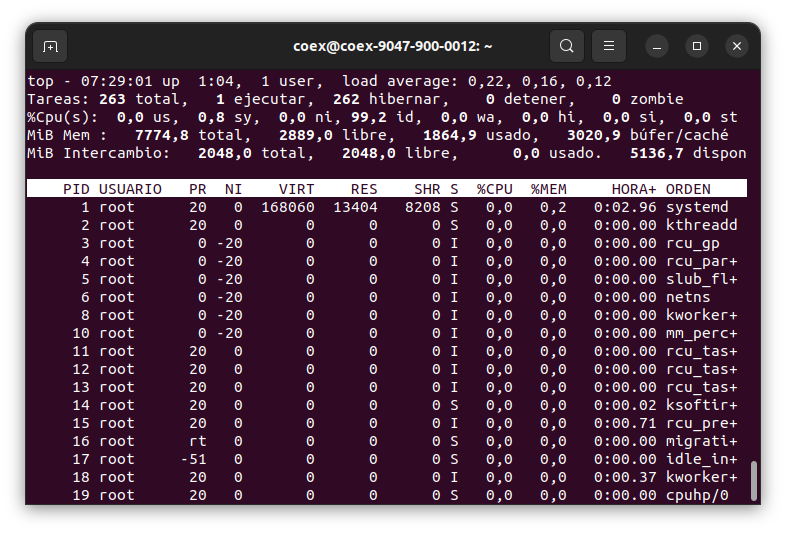 coex@coex-9047-900-0012: ~
top - 07:29:01 up  1:04,  1 user,  load average: 0,22, 0,16, 0,12
Tareas: 263 total,   1 ejecutar,  262 hibernar,    0 detener,    0 zombie
%Cpu(s):  0,0 us,  0,8 sy,  0,0 ni, 99,2 id,  0,0 wa,  0,0 hi,  0,0 si,  0,0 st
MiB Mem :   7774,8 total,   2889,0 libre,   1864,9 usado,   3020,9 búfer/caché
MiB Intercambio:   2048,0 total,   2048,0 libre,      0,0 usado.   5136,7 dispon
PID USUARIO   PR  NI    VIRT    RES    SHR S  %CPU  %MEM     HORA+ ORDEN
1 root      20   0  168060  13404   8208 S   0,0   0,2   0:02.96 systemd
2 root      20   0       0      0      0 S   0,0   0,0   0:00.00 kthreadd
3 root       0 -20       0      0      0 I   0,0   0,0   0:00.00 rcu_gp
4 root       0 -20       0      0      0 I   0,0   0,0   0:00.00 rcu_par+
5 root       0 -20       0      0      0 I   0,0   0,0   0:00.00 slub_fl+
6 root       0 -20       0      0      0 I   0,0   0,0   0:00.00 netns
8 root       0 -20       0      0      0 I   0,0   0,0   0:00.00 kworker+
10 root       0 -20       0      0      0 I   0,0   0,0   0:00.00 mm_perc+
11 root      20   0       0      0      0 I   0,0   0,0   0:00.00 rcu_tas+
12 root      20   0       0      0      0 I   0,0   0,0   0:00.00 rcu_tas+
13 root      20   0       0      0      0 I   0,0   0,0   0:00.00 rcu_tas+
14 root      20   0       0      0      0 S   0,0   0,0   0:00.02 ksoftir+
15 root      20   0       0      0      0 I   0,0   0,0   0:00.71 rcu_pre+
16 root      rt   0       0      0      0 S   0,0   0,0   0:00.00 migrati+
17 root     -51   0       0      0      0 S   0,0   0,0   0:00.00 idle_in+
18 root      20   0       0      0      0 I   0,0   0,0   0:00.37 kworker+
19 root      20   0       0      0      0 S   0,0   0,0   0:00.00 cpuhp/0